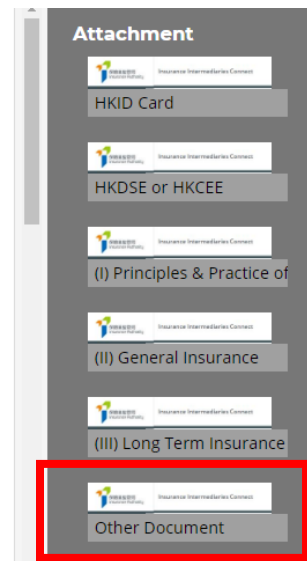 Attachment
Insurance Intermediaries Connect
HKID Card
Insurance Intermediaries Connect
HKDSE or HKCEE
Insurance Intermediaries Connect
(I) Principles & Practice of
Insurance Intermediaries Connect
(II) General Insurance
Insurance Intermediaries Connect
(III) Long Term Insurance
Insurance Intermediaries Connect
Other Document